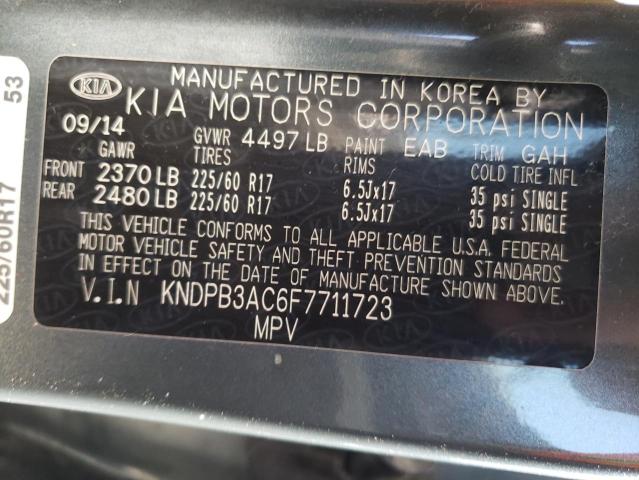 KIA MANUFACTURED IN KOREA BY
KIA MOTORS CORPORATION
09/14 GVWR 4497 LB PAINT EAB TRIM GAH
GAWR TIRES RIMS COLD TIRE INFL
FRONT 2370 LB 225/60 R17 6.5Jx17 35 psi SINGLE
REAR 2480 LB 225/60 R17 6.5Jx17 35 psi SINGLE
THIS VEHICLE CONFORMS TO ALL APPLICABLE U.S.A. FEDERAL
MOTOR VEHICLE SAFETY AND THEFT PREVENTION STANDARDS
IN EFFECT ON THE DATE OF MANUFACTURE SHOWN ABOVE.
V.I.N KNDPB3AC6F7711723
MPV
225/60R17 53